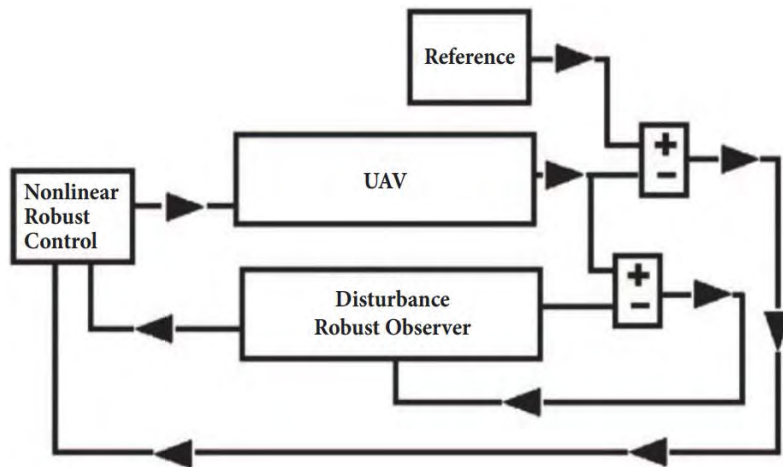 Reference
+
−
UAV
Nonlinear
Robust
Control
+
−
Disturbance
Robust Observer